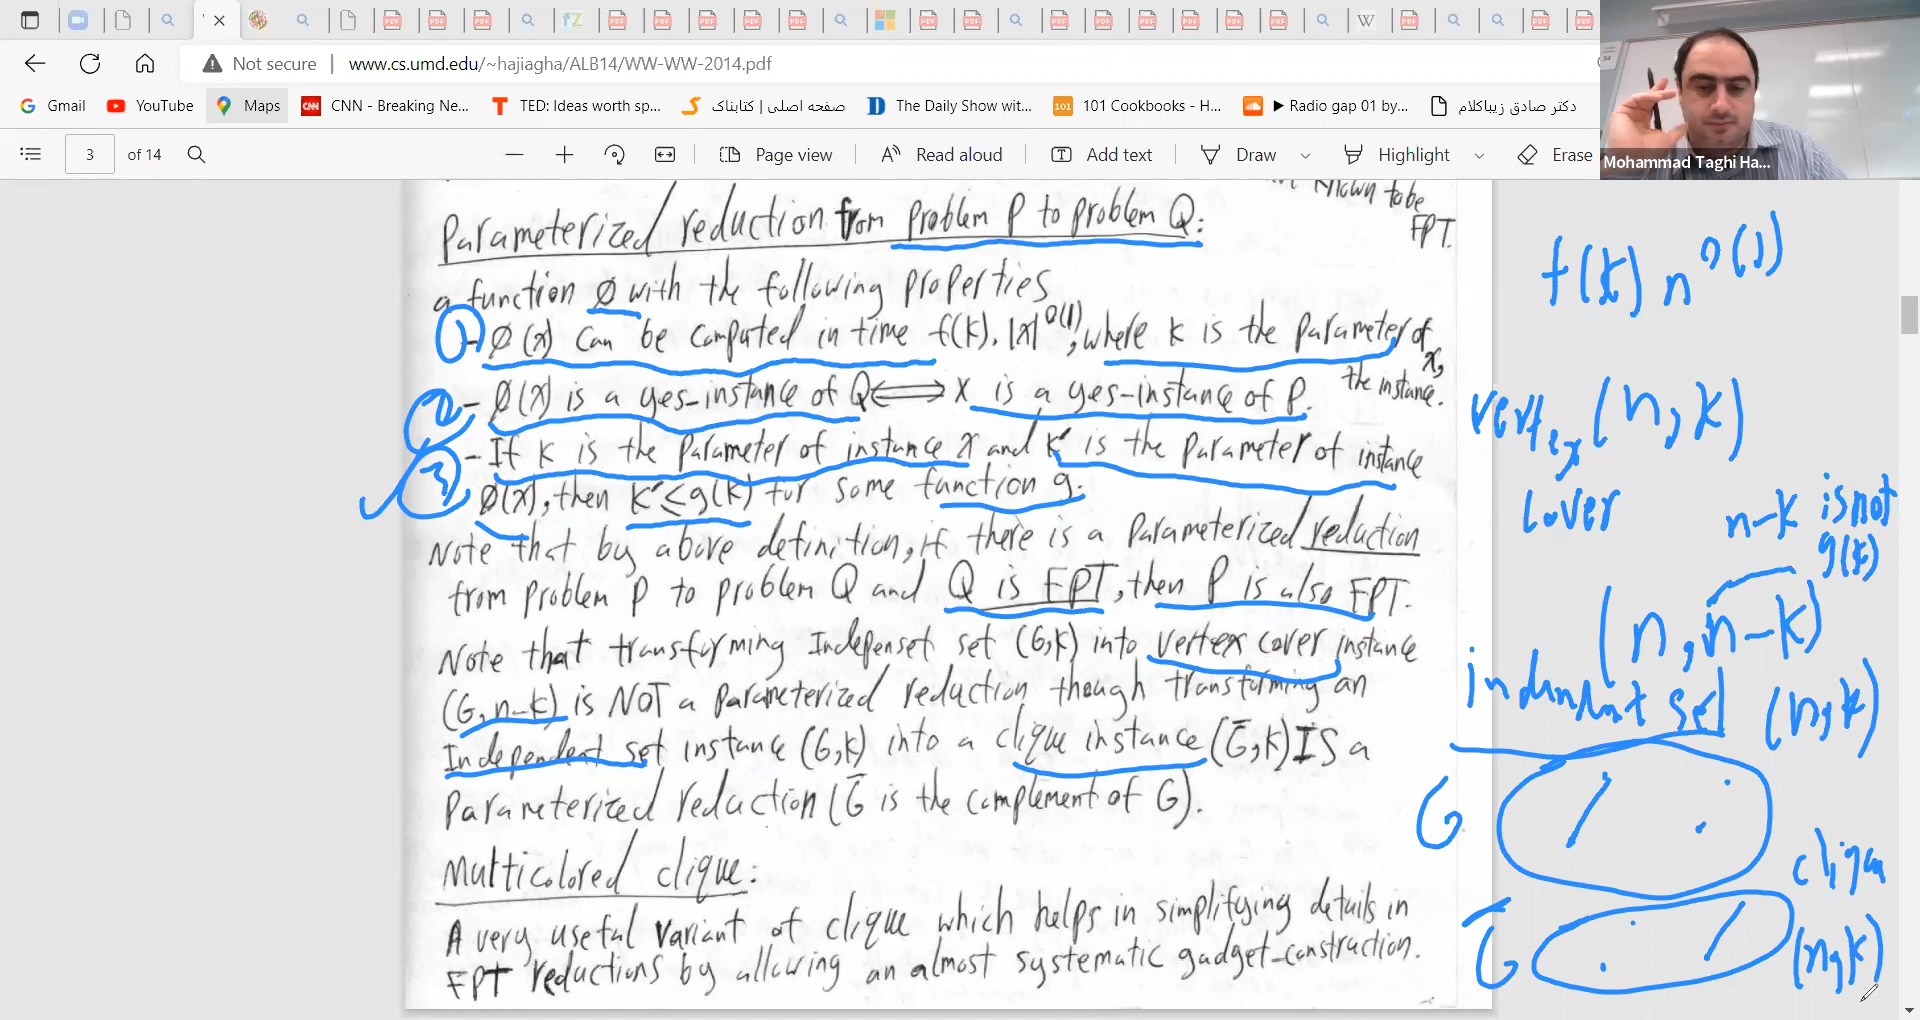 Not secure | www.cs.umd.edu/~hajiagha/ALB14/WW-WW-2014.pdf
Gmail YouTube Maps CNN - Breaking Ne... TED: Ideas worth sp... صفحه اصلی | کتابناک The Daily Show wit... 101 Cookbooks - H... ▶ Radio gap 01 by... دکتر صادق زیباکلام
3 of 14 Page view Read aloud Add text Draw Highlight Erase
Mohammad Taghi Ha...
known to be
FPT.
Parameterized reduction from problem P to problem Q:
a function Ø with the following properties
1 - Ø(x) can be computed in time f(k).|x|^O(1), where k is the parameter of
x,
the instance.
2 - Ø(x) is a yes-instance of Q ⟺ x is a yes-instance of P.
3 - If k is the parameter of instance x and k' is the parameter of instance
Ø(x), then k' ≤ g(k) for some function g.
Note that by above definition, if there is a parameterized reduction
from problem P to problem Q and Q is FPT, then P is also FPT.
Note that transforming Indepenset set (G,k) into vertex cover instance
(G,n-k) is NOT a parameterized reduction though transforming an
Independent set instance (G,k) into a clique instance (Ḡ,k) IS a
parameterized reduction (Ḡ is the complement of G).
Multicolored clique:
A very useful variant of clique which helps in simplifying details in
FPT reductions by allowing an almost systematic gadget-construction.
f(k) n^O(1)
vertex (n,k)
cover
n-k is not
g(k)
(n,n-k)
set (n,k)
G
Ḡ
(n,k)